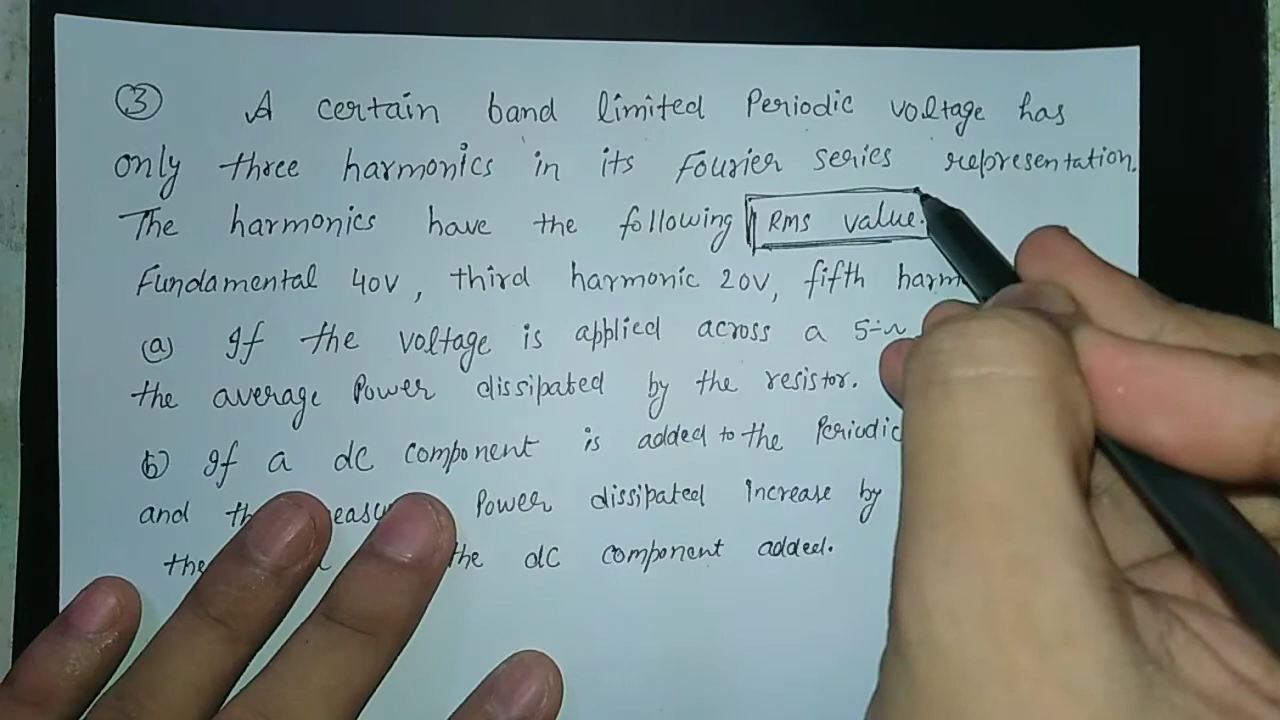 ③ A certain band limited Periodic voltage has
only three harmonics in its Fourier series representation.
The harmonics have the following Rms value.
Fundamental 40V, third harmonic 20V, fifth
(a) If the voltage is applied across a 5-Ω
the average Power dissipated by the resistor.
(b) If a dc component is added to the Periodic
and Power dissipated increase by
the dc component added.